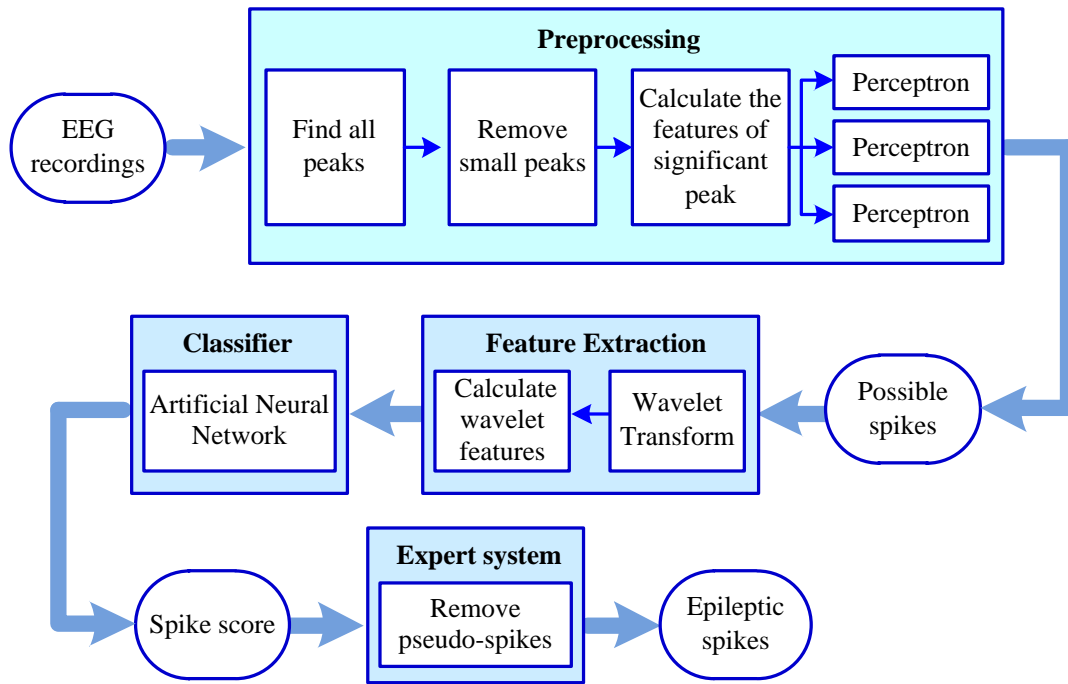 Preprocessing
EEG
recordings
Find all
peaks
Remove
small peaks
Calculate the
features of
significant
peak
Perceptron
Perceptron
Perceptron
Classifier
Artificial Neural
Network
Feature Extraction
Calculate
wavelet
features
Wavelet
Transform
Possible
spikes
Spike score
Expert system
Remove
pseudo-spikes
Epileptic
spikes